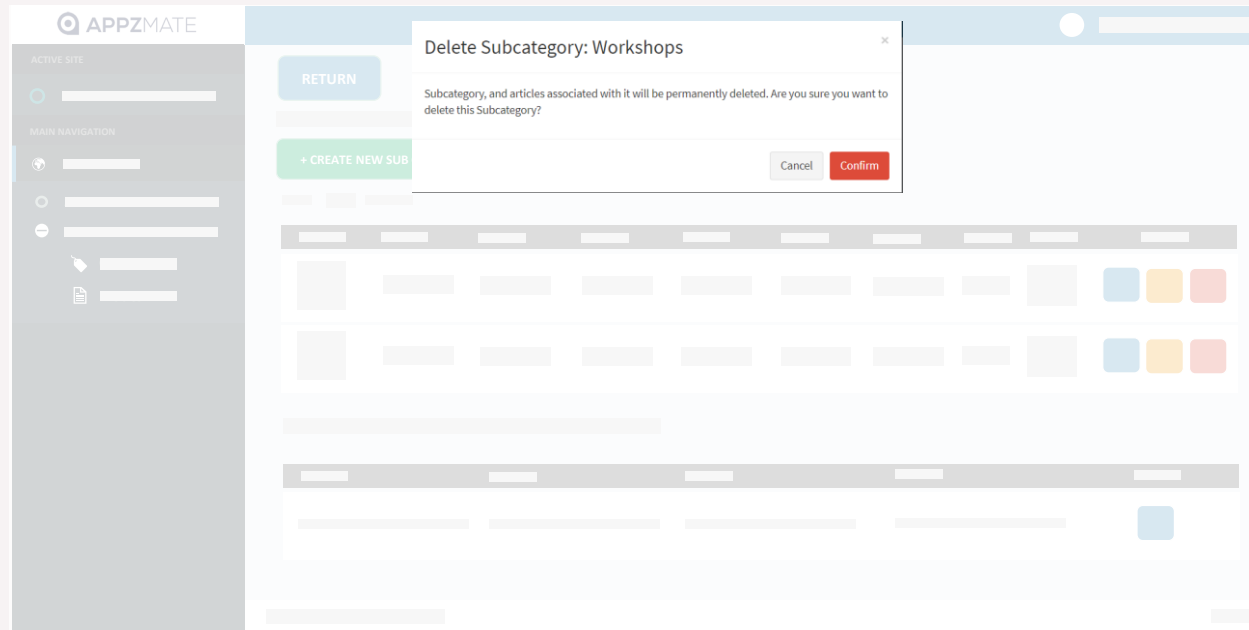 APPZMATE
ACTIVE SITE
MAIN NAVIGATION
RETURN
+ CREATE NEW SUB
Delete Subcategory: Workshops
×
Subcategory, and articles associated with it will be permanently deleted. Are you sure you want to
delete this Subcategory?
Cancel
Confirm